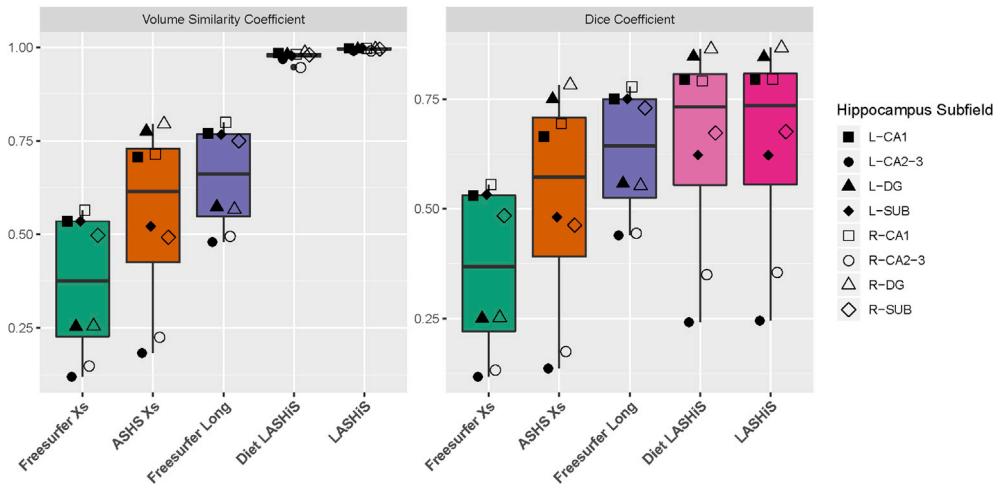 Volume Similarity Coefficient
Dice Coefficient
1.00
0.75
0.50
0.25
0.75
0.50
0.25
Freesurfer Xs
ASHS Xs
Freesurfer Long
Diet LASHiS
LASHiS
Freesurfer Xs
ASHS Xs
Freesurfer Long
Diet LASHiS
LASHiS
Hippocampus Subfield
L-CA1
L-CA2-3
L-DG
L-SUB
R-CA1
R-CA2-3
R-DG
R-SUB